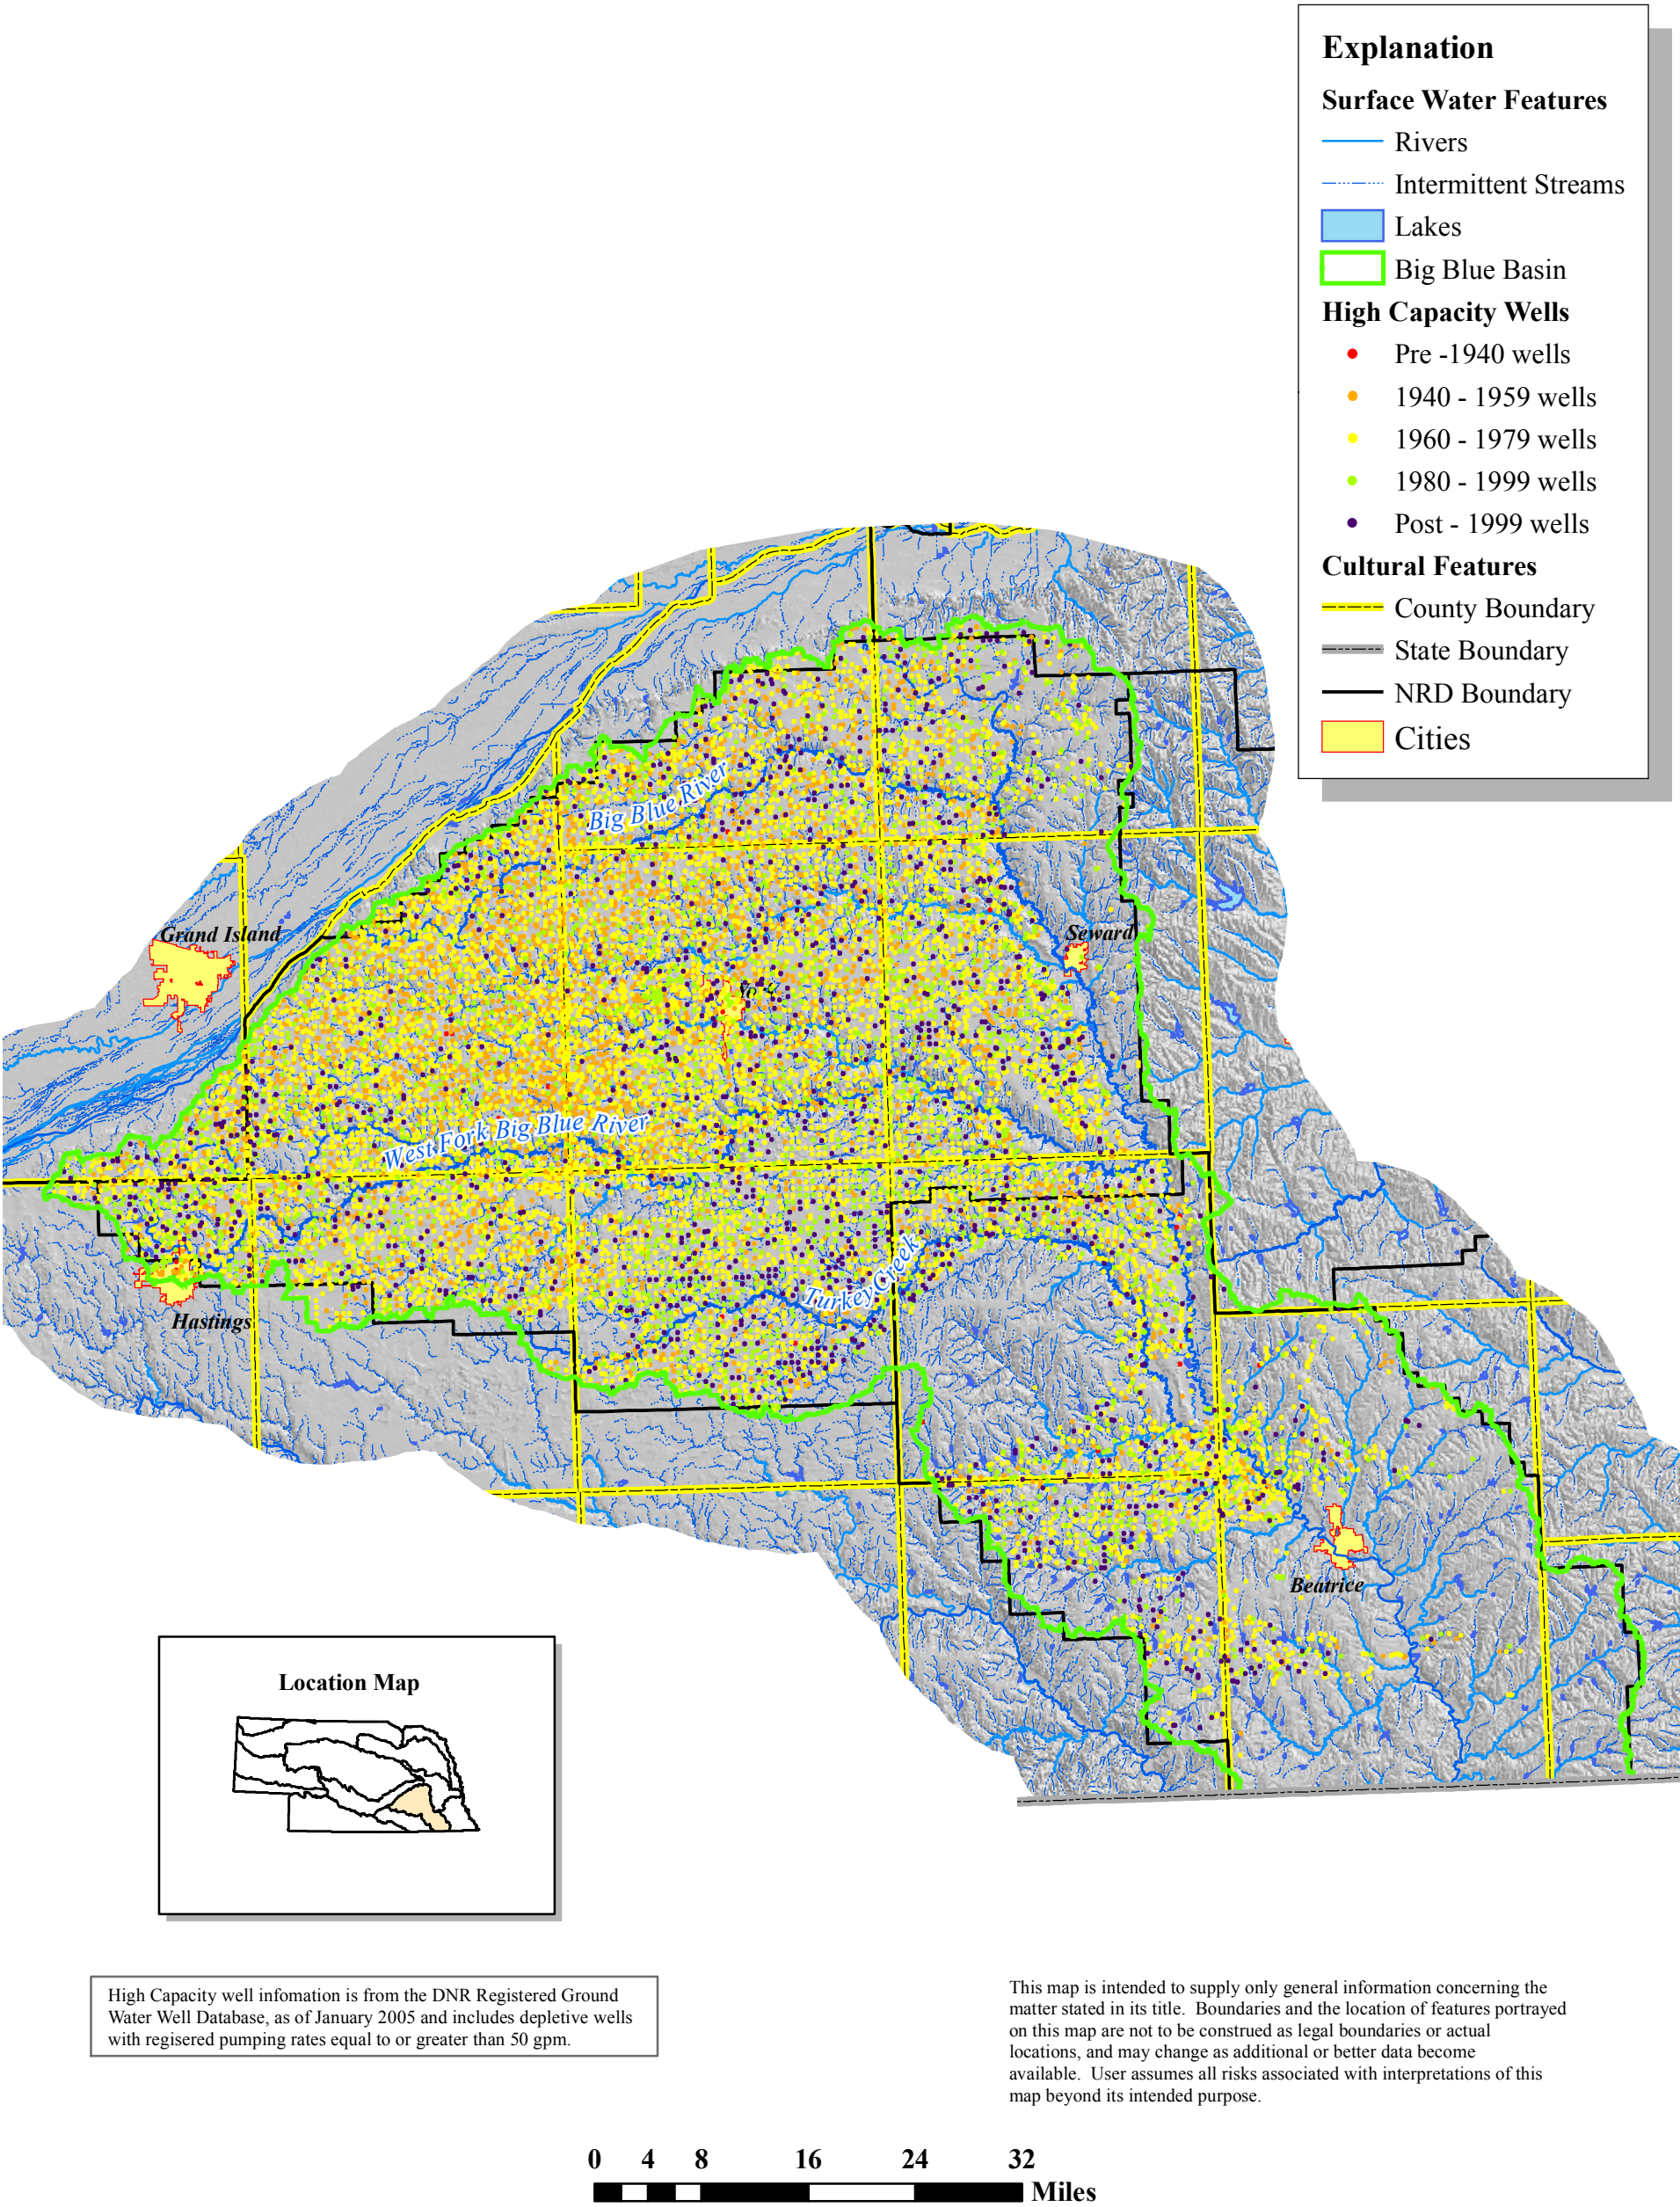 Explanation
Surface Water Features
Rivers
Intermittent Streams
Lakes
Big Blue Basin
High Capacity Wells
Pre -1940 wells
1940 - 1959 wells
1960 - 1979 wells
1980 - 1999 wells
Post - 1999 wells
Cultural Features
County Boundary
State Boundary
NRD Boundary
Cities
Big Blue River
Grand Island
Seward
West Fork Big Blue River
Turkey Creek
Hastings
Beatrice
Location Map
High Capacity well infomation is from the DNR Registered Ground
Water Well Database, as of January 2005 and includes depletive wells
with regisered pumping rates equal to or greater than 50 gpm.
This map is intended to supply only general information concerning the
matter stated in its title.  Boundaries and the location of features portrayed
on this map are not to be construed as legal boundaries or actual
locations, and may change as additional or better data become
available.  User assumes all risks associated with interpretations of this
map beyond its intended purpose.
0 4 8 16 24 32
Miles